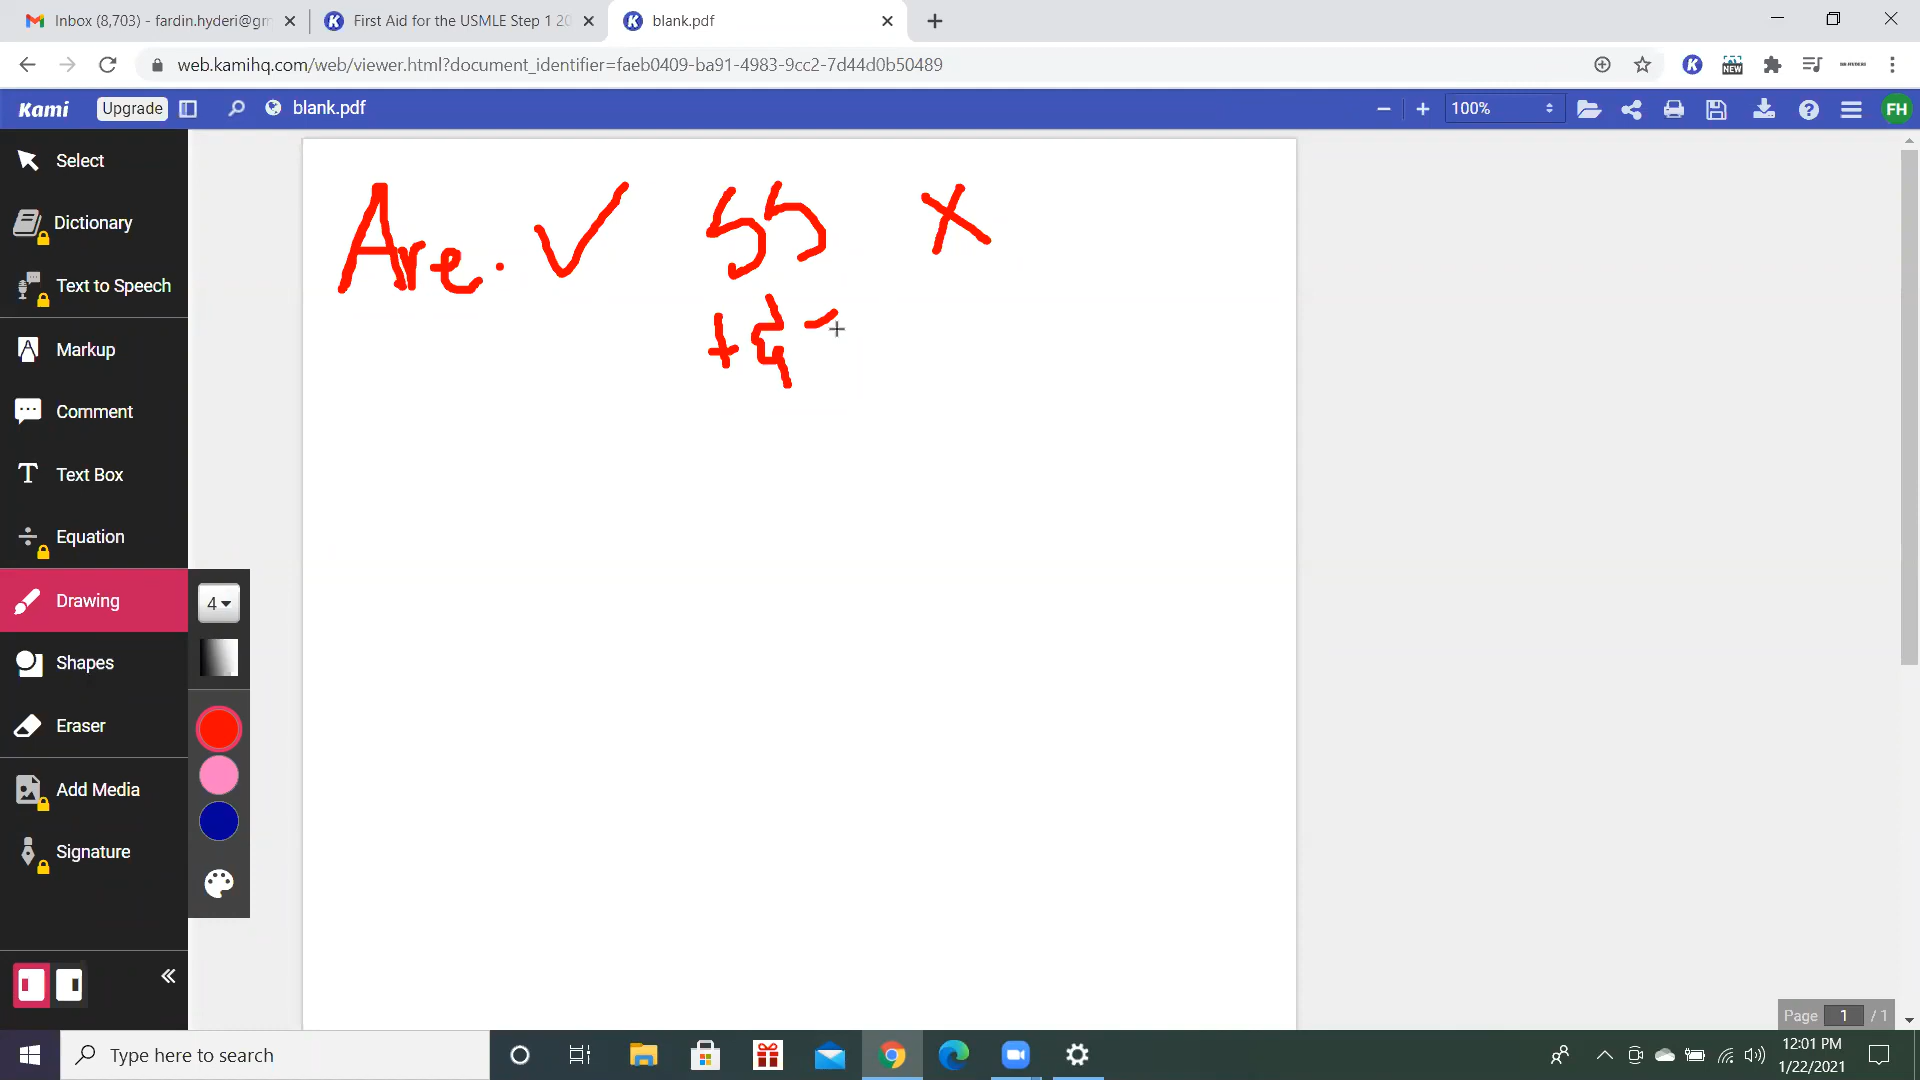 Inbox (8,703) - fardin.hyderi@gm
First Aid for the USMLE Step 1 20
blank.pdf
web.kamihq.com/web/viewer.html?document_identifier=faeb0409-ba91-4983-9cc2-7d44d0b50489
NEW
Kami
Upgrade
blank.pdf
100%
FH
Select
Dictionary
Text to Speech
Markup
Comment
Text Box
Equation
Drawing
Shapes
Eraser
Add Media
Signature
4
Are. ✓ SS X
Page 1 / 1
Type here to search
12:01 PM
1/22/2021